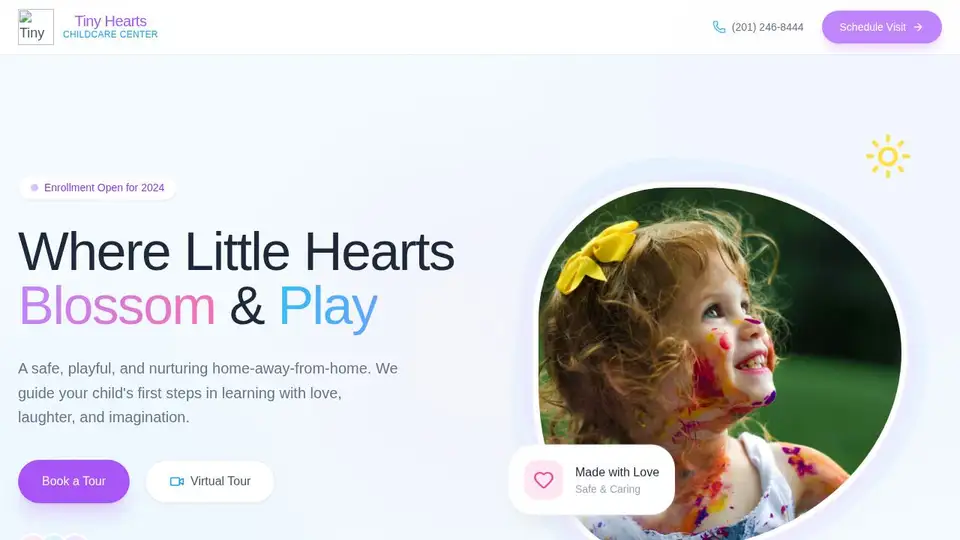 Tiny
Tiny Hearts
CHILDCARE CENTER
(201) 246-8444
Schedule Visit
Enrollment Open for 2024
Where Little Hearts
Blossom & Play
A safe, playful, and nurturing home-away-from-home. We
guide your child's first steps in learning with love,
laughter, and imagination.
Book a Tour
Virtual Tour
Made with Love
Safe & Caring